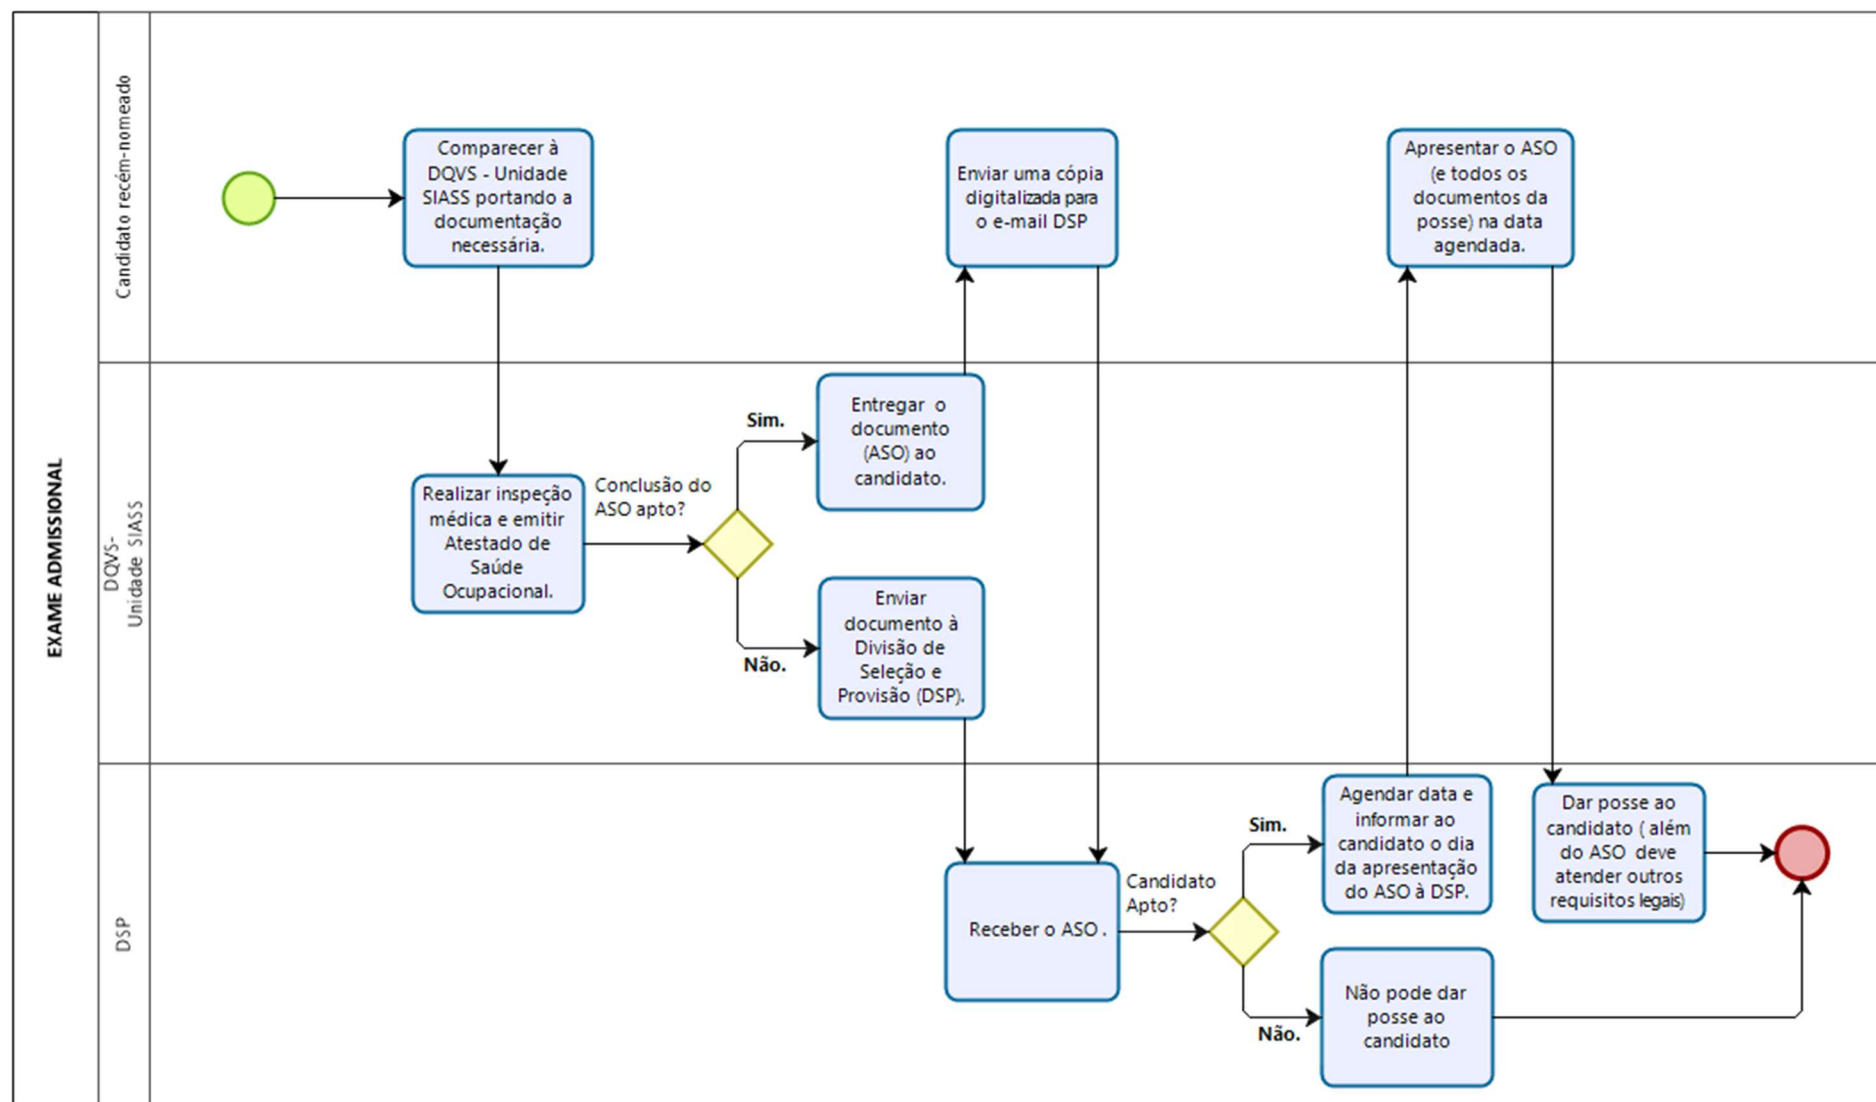 EXAME ADMISSIONAL
Candidato recém-nomeado
Comparecer à
DQVS - Unidade
SIASS portando a
documentação
necessária.
Enviar uma cópia
digitalizada para
o e-mail DSP
Apresentar o ASO
(e todos os
documentos da
posse) na data
agendada.
DQVS-
Unidade SIASS
Realizar inspeção
médica e emitir
Atestado de
Saúde
Ocupacional.
Conclusão do
ASO apto?
Sim.
Entregar o
documento
(ASO) ao
candidato.
Não.
Enviar
documento à
Divisão de
Seleção e
Provisão (DSP).
DSP
Receber o ASO .
Candidato
Apto?
Sim.
Agendar data e
informar ao
candidato o dia
da apresentação
do ASO à DSP.
Dar posse ao
candidato ( além
do ASO deve
atender outros
requisitos legais)
Não.
Não pode dar
posse ao
candidato